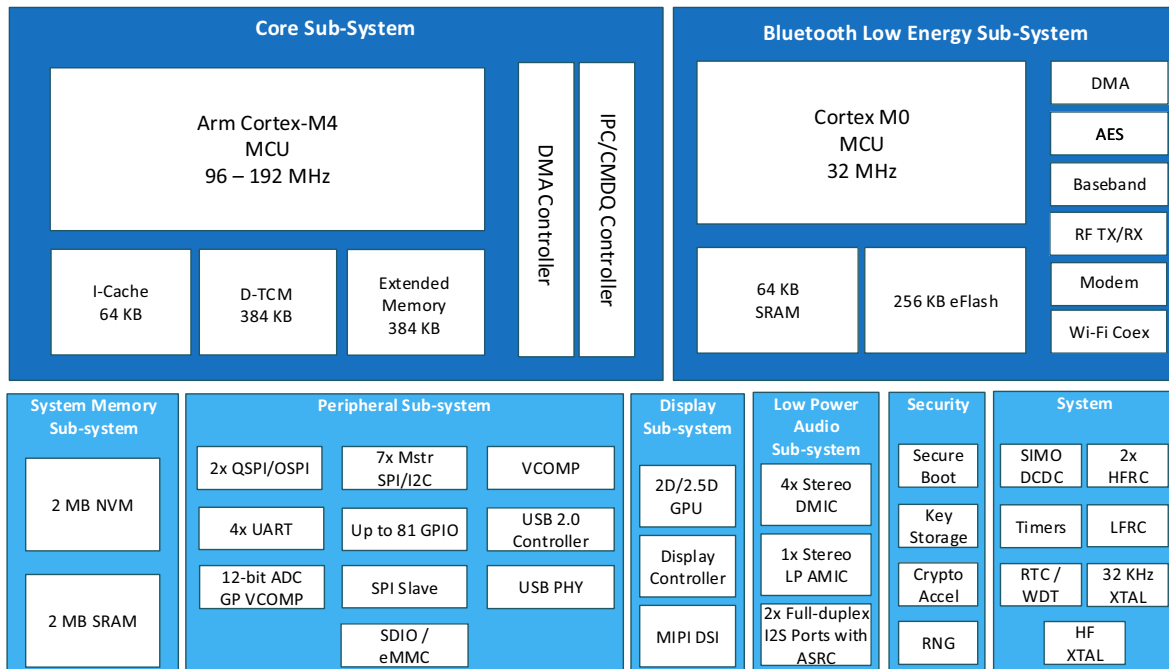 Core Sub-System
Arm Cortex-M4
MCU
96 – 192 MHz
I-Cache
64 KB
D-TCM
384 KB
Extended
Memory
384 KB
DMA Controller
IPC/CMDQ Controller
Bluetooth Low Energy Sub-System
Cortex M0
MCU
32 MHz
64 KB
SRAM
256 KB eFlash
DMA
AES
Baseband
RF TX/RX
Modem
Wi-Fi Coex
System Memory
Sub-system
2 MB NVM
2 MB SRAM
Peripheral Sub-system
2x QSPI/OSPI
7x Mstr
SPI/I2C
VCOMP
4x UART
Up to 81 GPIO
USB 2.0
Controller
12-bit ADC
GP VCOMP
SPI Slave
USB PHY
SDIO /
eMMC
Display
Sub-system
2D/2.5D
GPU
Display
Controller
MIPI DSI
Low Power
Audio
Sub-system
4x Stereo
DMIC
1x Stereo
LP AMIC
2x Full-duplex
I2S Ports with
ASRC
Security
Secure
Boot
Key
Storage
Crypto
Accel
RNG
System
SIMO
DCDC
2x
HFRC
Timers
LFRC
RTC /
WDT
32 KHz
XTAL
HF
XTAL